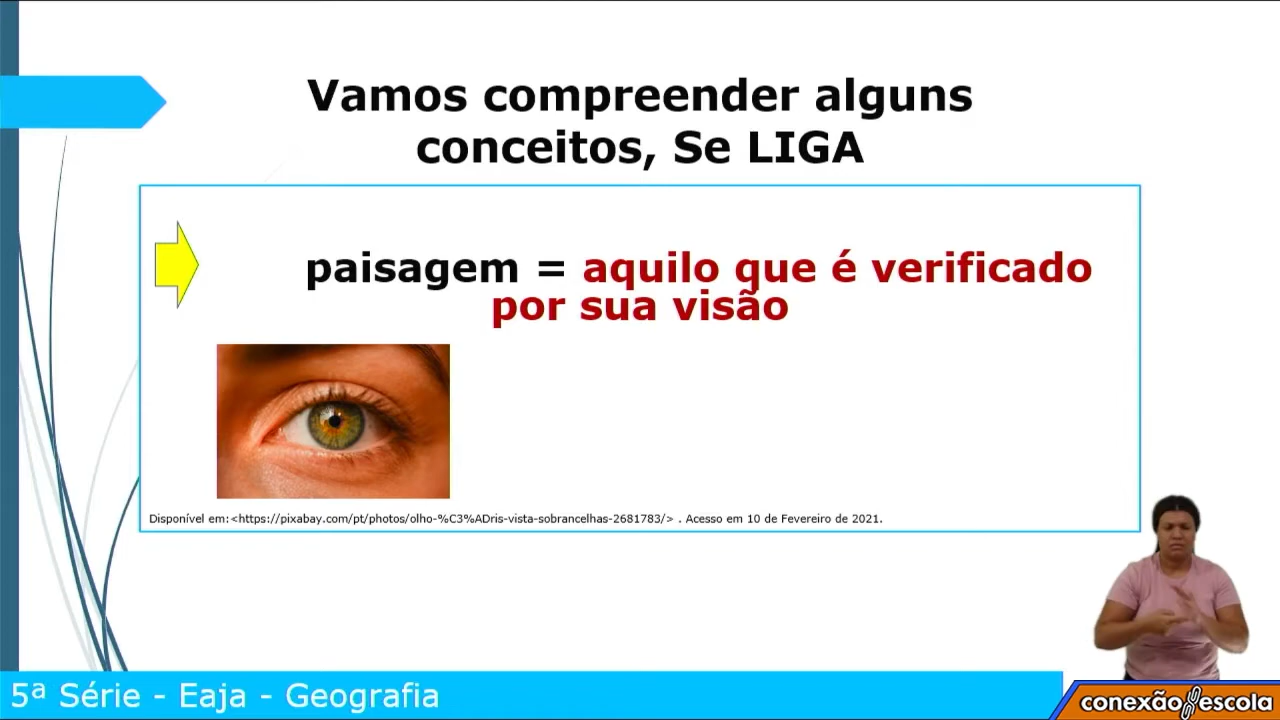 Vamos compreender alguns
conceitos, Se LIGA
paisagem = aquilo que é verificado
por sua visão
Disponível em:<https://pixabay.com/pt/photos/olho-%C3%ADris-vista-sobrancelhas-2681783/> . Acesso em 10 de Fevereiro de 2021.
5ª Série - Eaja - Geografia
conexão escola